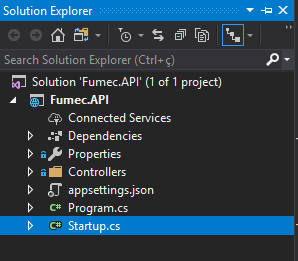 Solution Explorer
Search Solution Explorer (Ctrl+ç)
Solution 'Fumec.API' (1 of 1 project)
Fumec.API
Connected Services
Dependencies
Properties
Controllers
appsettings.json
C# Program.cs
C# Startup.cs